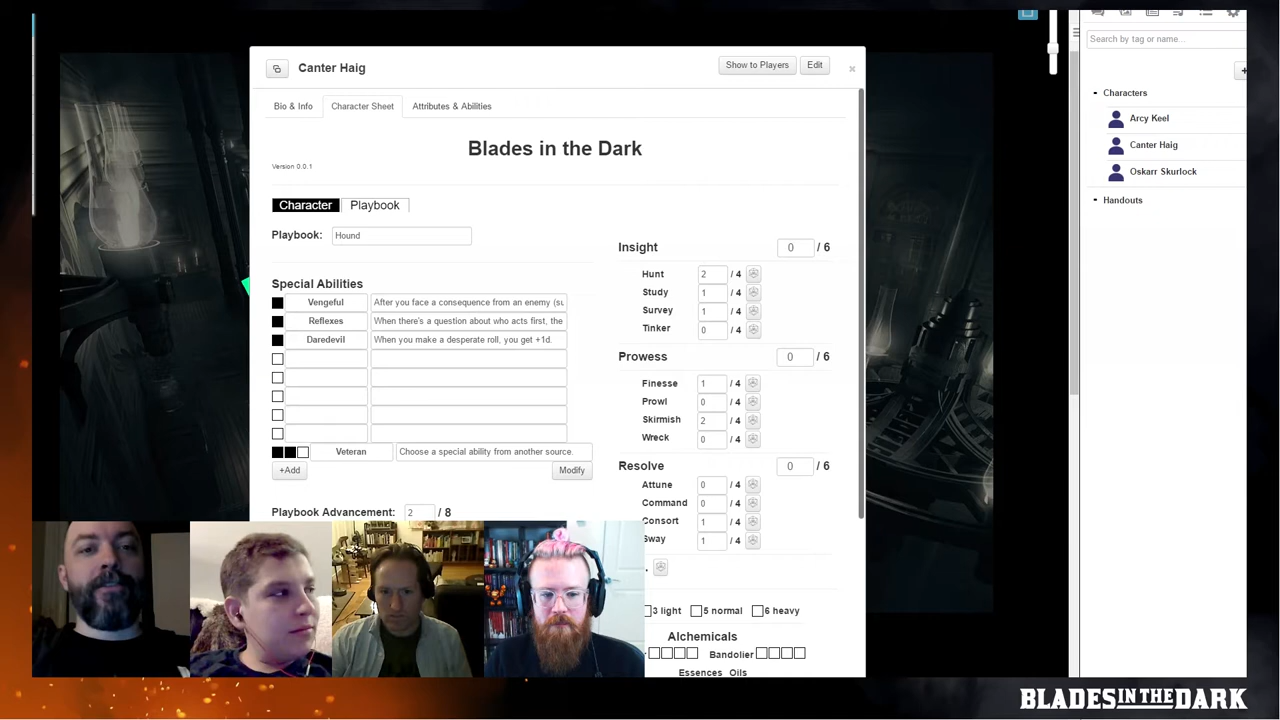 Canter Haig
Show to Players
Edit
Bio & Info
Character Sheet
Attributes & Abilities
Blades in the Dark
Version 0.0.1
Character
Playbook
Playbook:
Hound
Special Abilities
Vengeful
After you face a consequence from an enemy (su
Reflexes
When there's a question about who acts first, the
Daredevil
When you make a desperate roll, you get +1d.
Veteran
Choose a special ability from another source.
+Add
Modify
Playbook Advancement:
2
/ 8
Insight
0
/ 6
Hunt
2
/ 4
Study
1
/ 4
Survey
1
/ 4
Tinker
0
/ 4
Prowess
0
/ 6
Finesse
1
/ 4
Prowl
0
/ 4
Skirmish
2
/ 4
Wreck
0
/ 4
Resolve
0
/ 6
Attune
0
/ 4
Command
0
/ 4
Consort
1
/ 4
Sway
1
/ 4
3 light
5 normal
6 heavy
Alchemicals
Bandolier
Essences
Oils
Search by tag or name...
Characters
Arcy Keel
Canter Haig
Oskarr Skurlock
Handouts
BLADES IN THE DARK